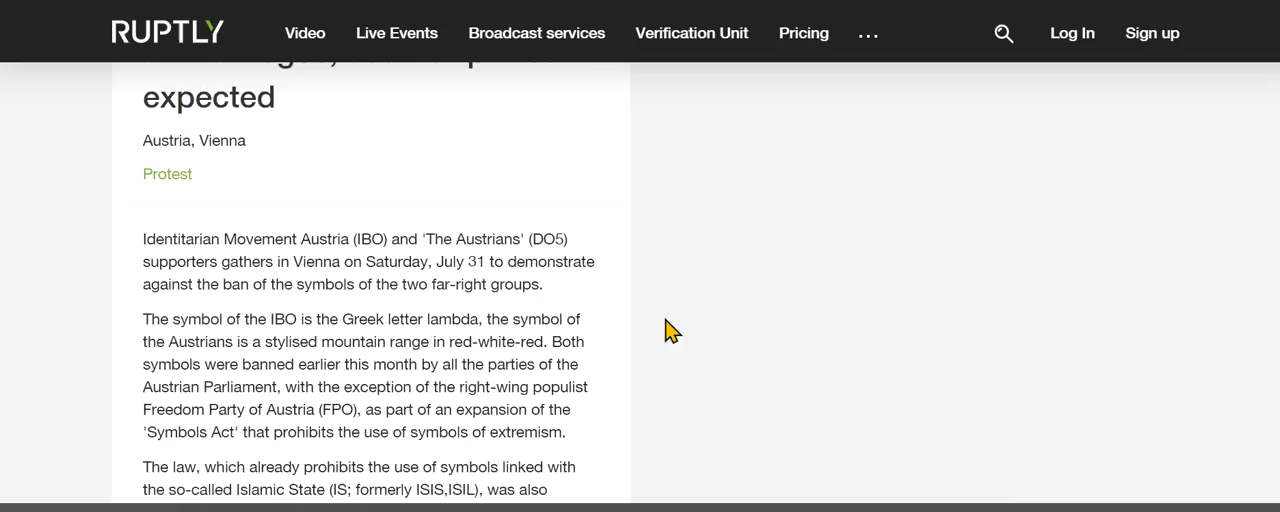 RUPTLY Video Live Events Broadcast services Verification Unit Pricing ... Log In Sign up
expected
Austria, Vienna
Protest
Identitarian Movement Austria (IBO) and 'The Austrians' (DO5)
supporters gathers in Vienna on Saturday, July 31 to demonstrate
against the ban of the symbols of the two far-right groups.
The symbol of the IBO is the Greek letter lambda, the symbol of
the Austrians is a stylised mountain range in red-white-red. Both
symbols were banned earlier this month by all the parties of the
Austrian Parliament, with the exception of the right-wing populist
Freedom Party of Austria (FPO), as part of an expansion of the
'Symbols Act' that prohibits the use of symbols of extremism.
The law, which already prohibits the use of symbols linked with
the so-called Islamic State (IS; formerly ISIS,ISIL), was also